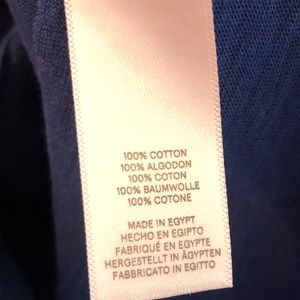 100% COTTON
100% ALGODON
100% COTON
100% BAUMWOLLE
100% COTONE
MADE IN EGYPT
HECHO EN EGIPTO
FABRIQUÉ EN EGYPTE
HERGESTELLT IN ÄGYPTEN
FABBRICATO IN EGITTO